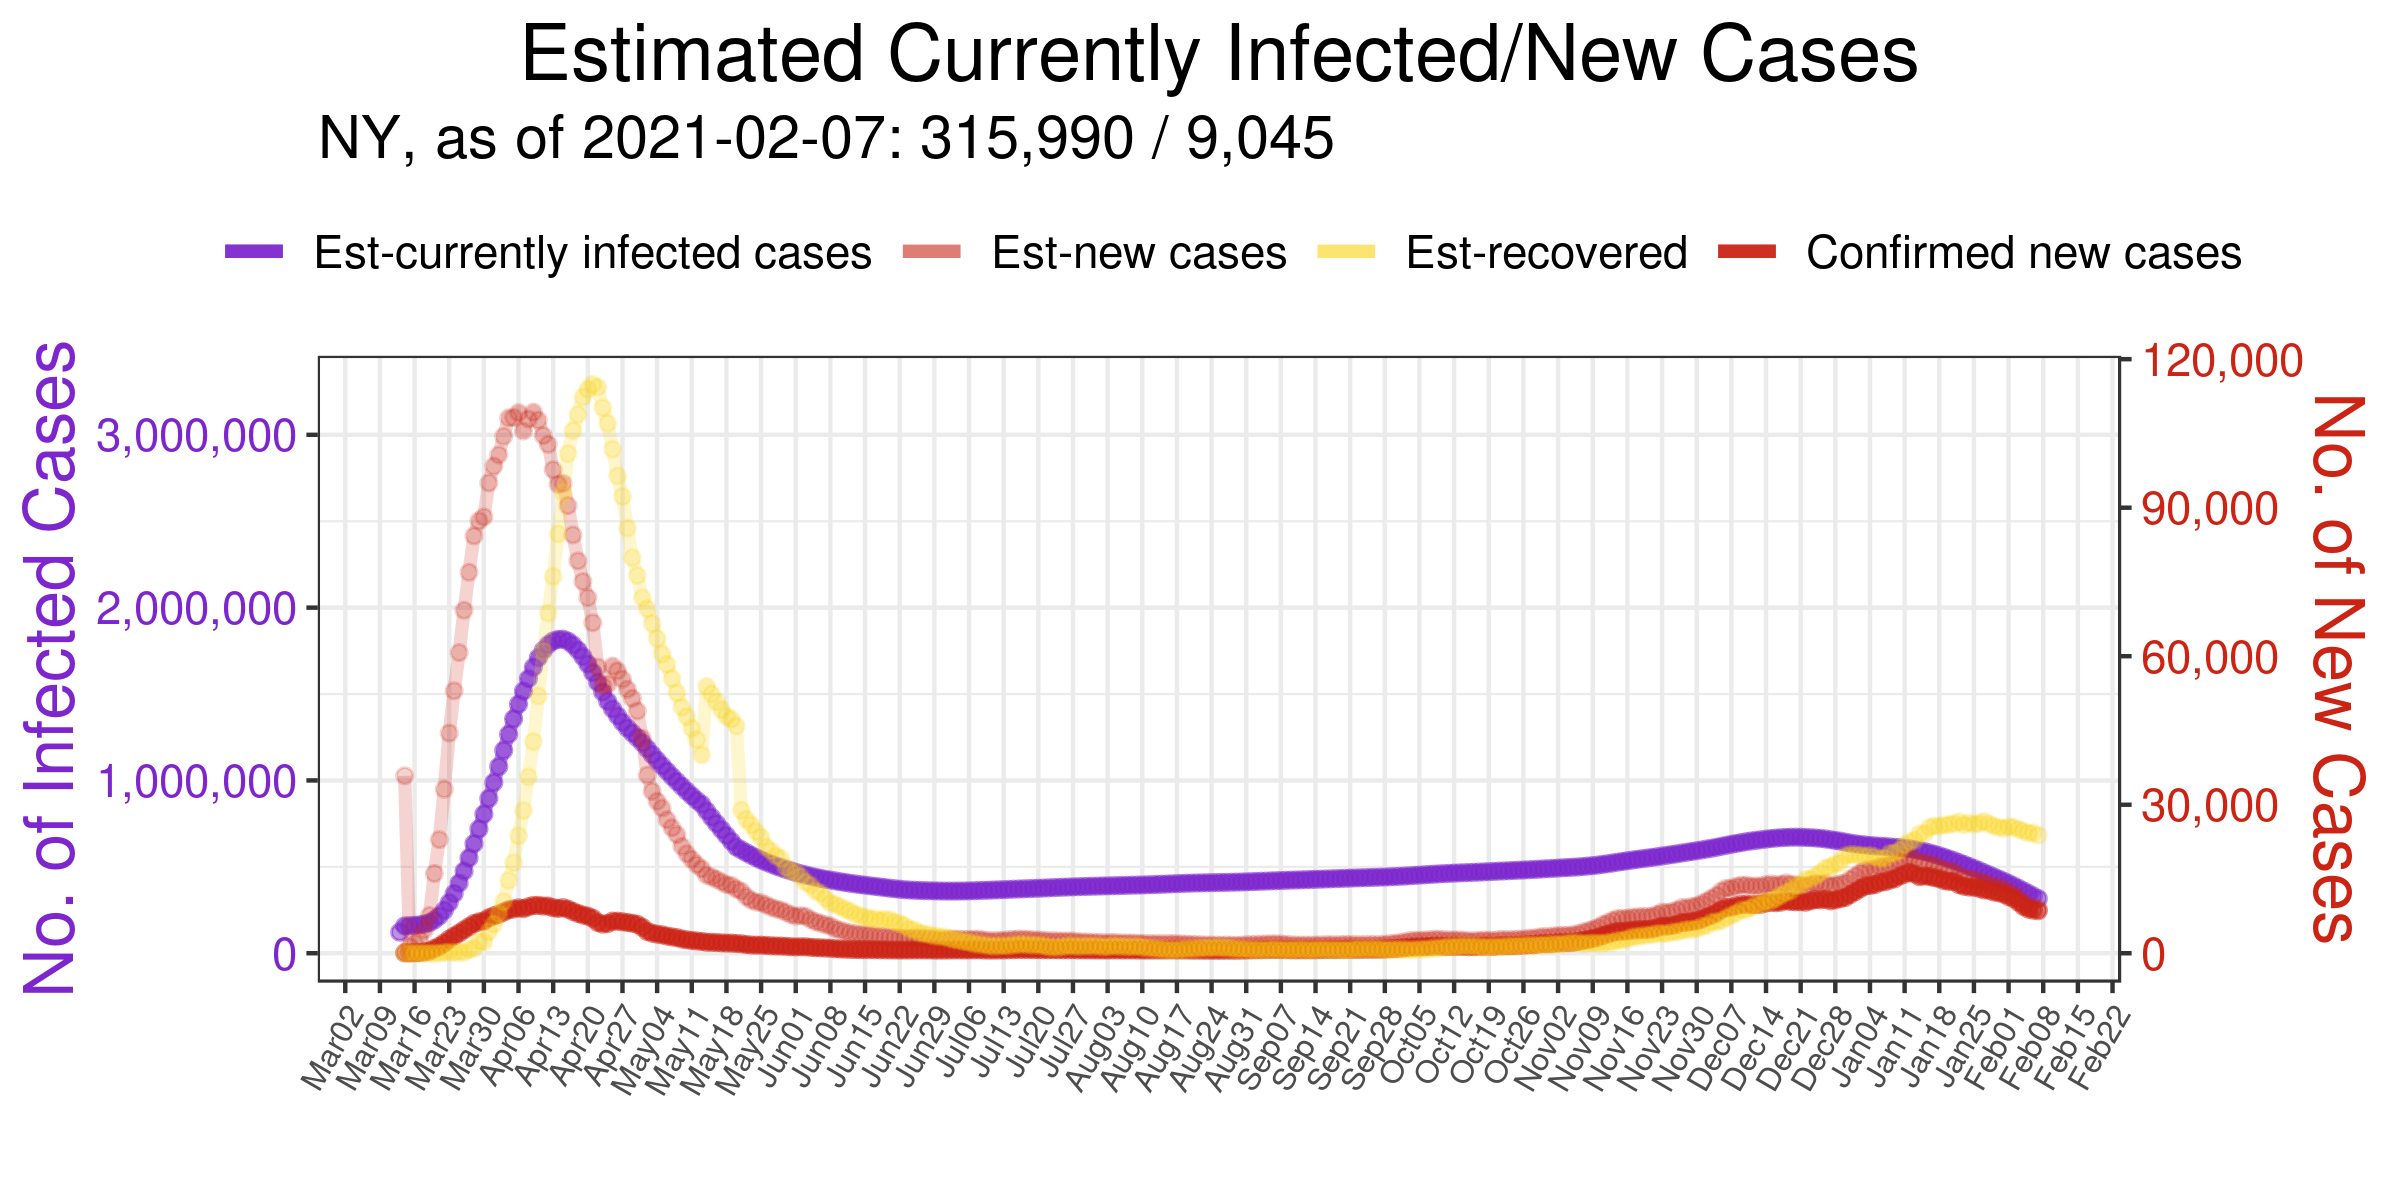 Estimated Currently Infected/New Cases
NY, as of 2021-02-07: 315,990 / 9,045
Est-currently infected cases Est-new cases Est-recovered Confirmed new cases
No. of Infected Cases
3,000,000
2,000,000
1,000,000
0
120,000
90,000
60,000
30,000
0
No. of New Cases
Mar02 Mar09 Mar16 Mar23 Mar30 Apr06 Apr13 Apr20 Apr27 May04 May11 May18 May25 Jun01 Jun08 Jun15 Jun22 Jun29 Jul06 Jul13 Jul20 Jul27 Aug03 Aug10 Aug17 Aug24 Aug31 Sep07 Sep14 Sep21 Sep28 Oct05 Oct12 Oct19 Oct26 Nov02 Nov09 Nov16 Nov23 Nov30 Dec07 Dec14 Dec21 Dec28 Jan04 Jan11 Jan18 Jan25 Feb01 Feb08 Feb15 Feb22